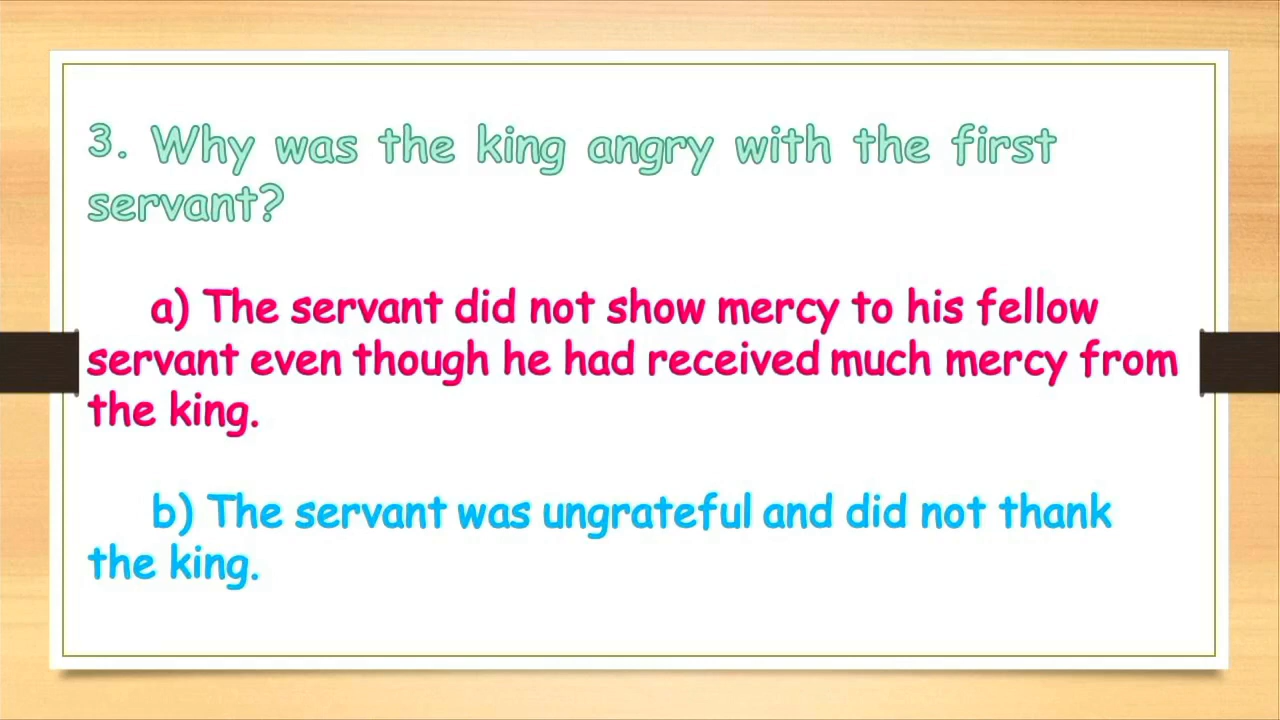 3. Why was the king angry with the first
servant?
a) The servant did not show mercy to his fellow
servant even though he had received much mercy from
the king.
b) The servant was ungrateful and did not thank
the king.